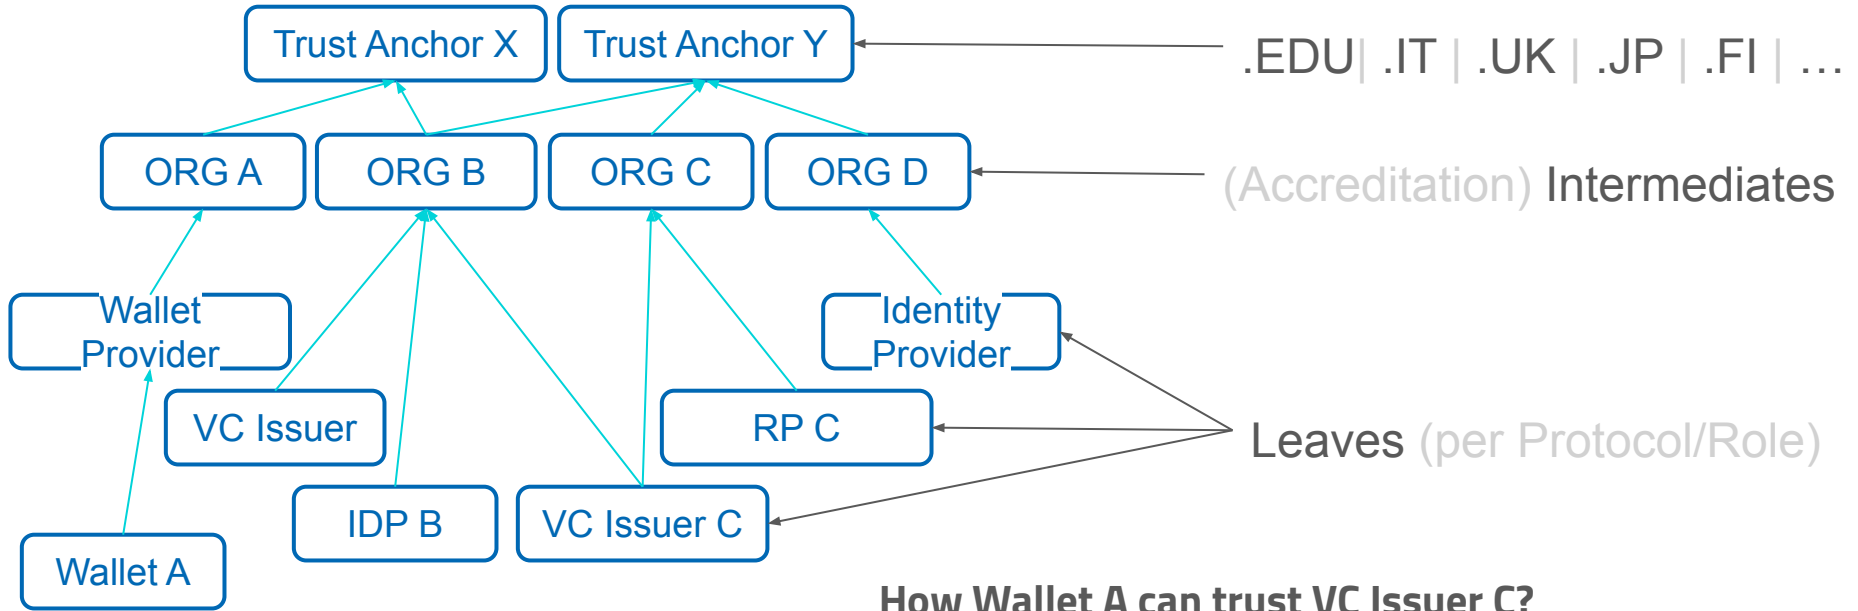 Trust Anchor X
Trust Anchor Y
.EDU| .IT | .UK | .JP | .FI | …
ORG A
ORG B
ORG C
ORG D
(Accreditation) Intermediates
Wallet
Provider
Identity
Provider
VC Issuer
RP C
Leaves (per Protocol/Role)
IDP B
VC Issuer C
Wallet A
How Wallet A can trust VC Issuer C?